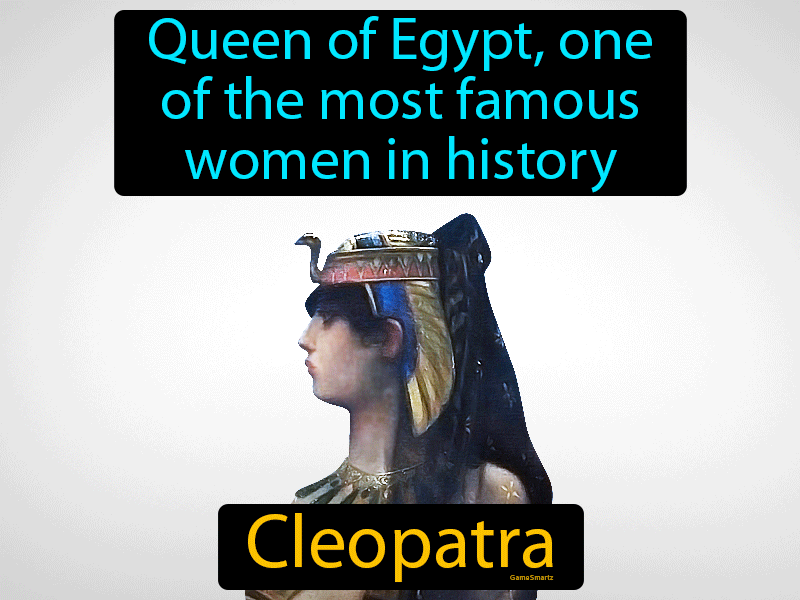 Queen of Egypt, one
of the most famous
women in history
Cleopatra
GameSmartz